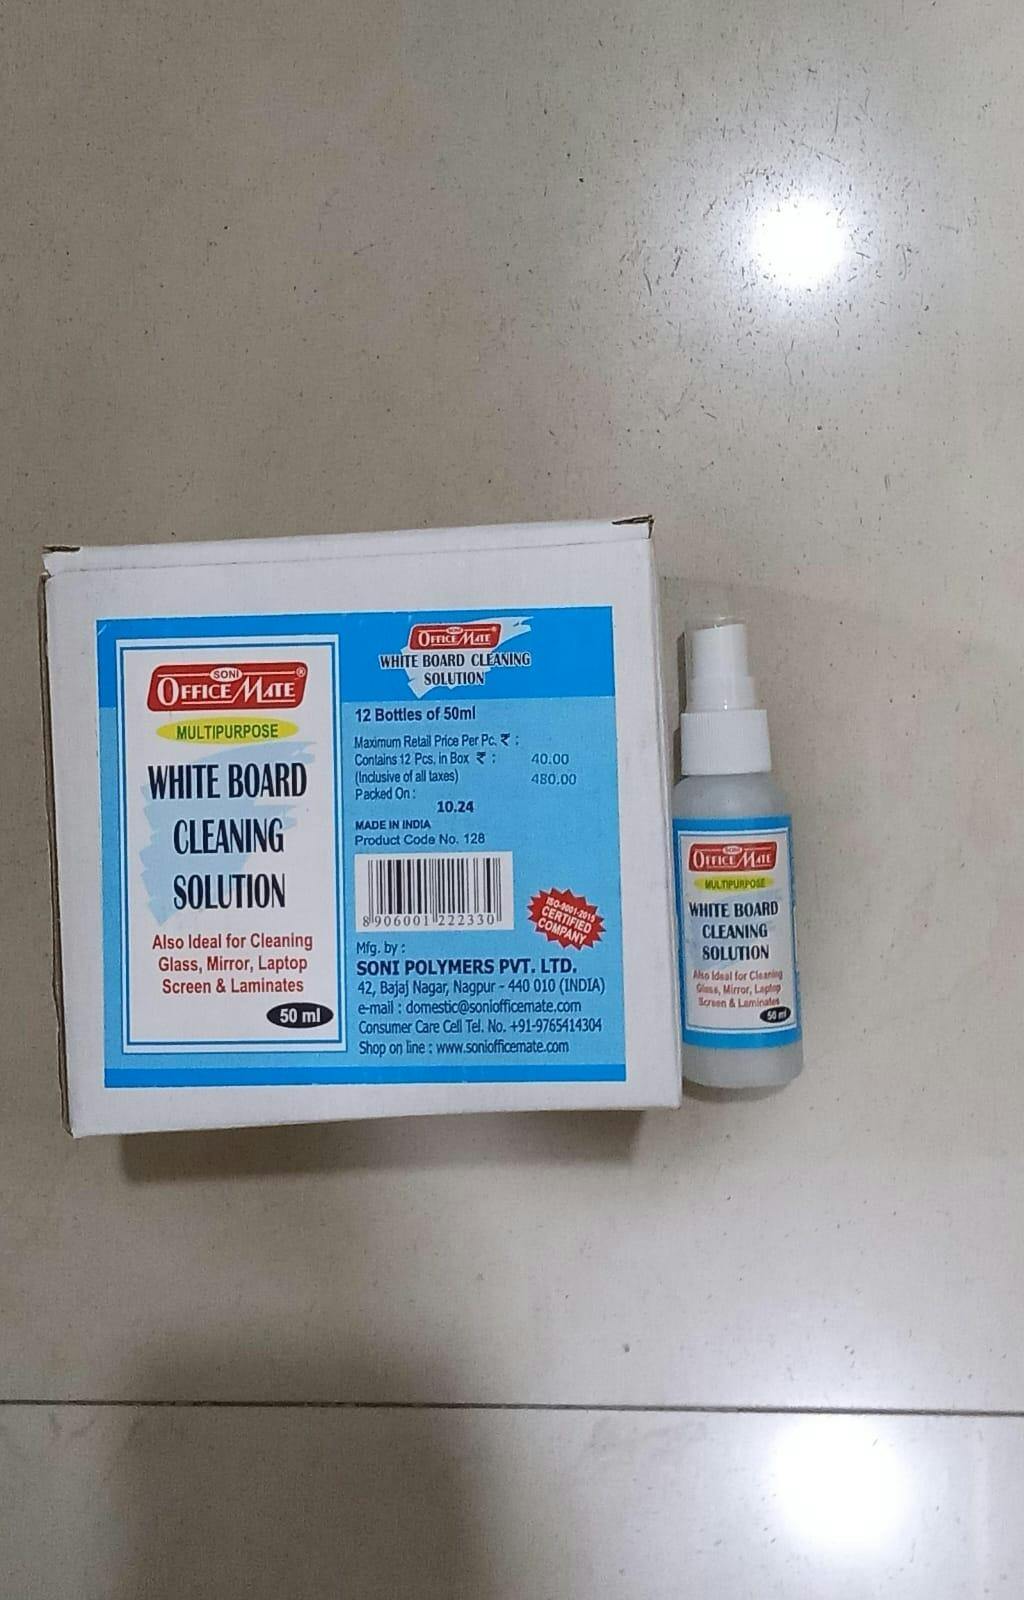 SONI
OFFICE MATE®
MULTIPURPOSE
WHITE BOARD
CLEANING
SOLUTION
Also Ideal for Cleaning
Glass, Mirror, Laptop
Screen & Laminates
50 ml
SONI
OFFICE MATE®
WHITE BOARD CLEANING
SOLUTION
12 Bottles of 50ml
Maximum Retail Price Per Pc. ₹ :
Contains 12 Pcs. in Box ₹ : 40.00
(Inclusive of all taxes) 480.00
Packed On :
10.24
MADE IN INDIA
Product Code No. 128
8 906001 222330
ISO-9001-2015
CERTIFIED
COMPANY
Mfg. by :
SONI POLYMERS PVT. LTD.
42, Bajaj Nagar, Nagpur - 440 010 (INDIA)
e-mail : domestic@soniofficemate.com
Consumer Care Cell Tel. No. +91-9765414304
Shop on line : www.soniofficemate.com
SONI
OFFICE MATE
MULTIPURPOSE
WHITE BOARD
CLEANING
SOLUTION
Also Ideal for Cleaning
Glass, Mirror, Laptop
Screen & Laminates
50 ml